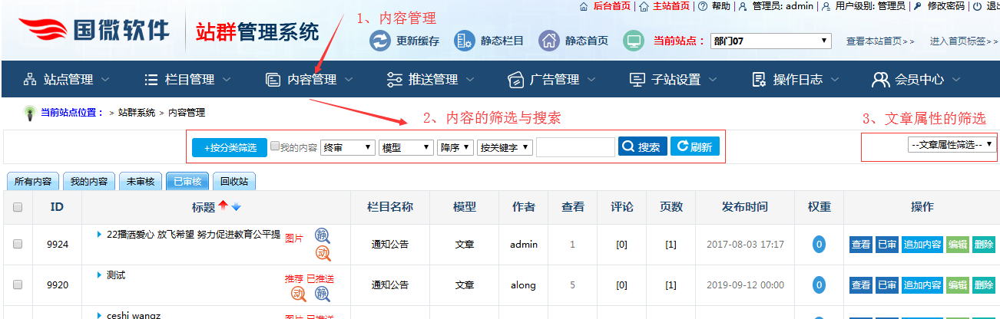 后台首页 | 主站首页 | 帮助 | 管理员: admin | 用户级别: 管理员 | 修改密码 |
国微软件 站群管理系统
1、内容管理
更新缓存 静态栏目 静态首页 当前站点： 部门07 查看本站首页>> 进入首页标签>>
站点管理 栏目管理 内容管理 推送管理 广告管理 子站设置 操作日志 会员中心
当前站点位置： > 站群系统 > 内容管理
2、内容的筛选与搜索
3、文章属性的筛选
+按分类筛选 我的内容 终审 模型 降序 按关键字 搜索 刷新 --文章属性筛选--
所有内容 我的内容 未审核 已审核 回收站
ID 标题 栏目名称 模型 作者 查看 评论 页数 发布时间 权重 操作
9924 22播洒爱心 放飞希望 努力促进教育公平提 图片 静 动 通知公告 文章 admin 1 [0] [1] 2017-08-03 17:17 0 查看 已审 追加内容 编辑 删除
9920 测试 推荐 已推送 动 静 通知公告 文章 along 5 [0] [1] 2019-09-12 00:00 0 查看 已审 追加内容 编辑 删除
ceshi wangz 图片 已推送